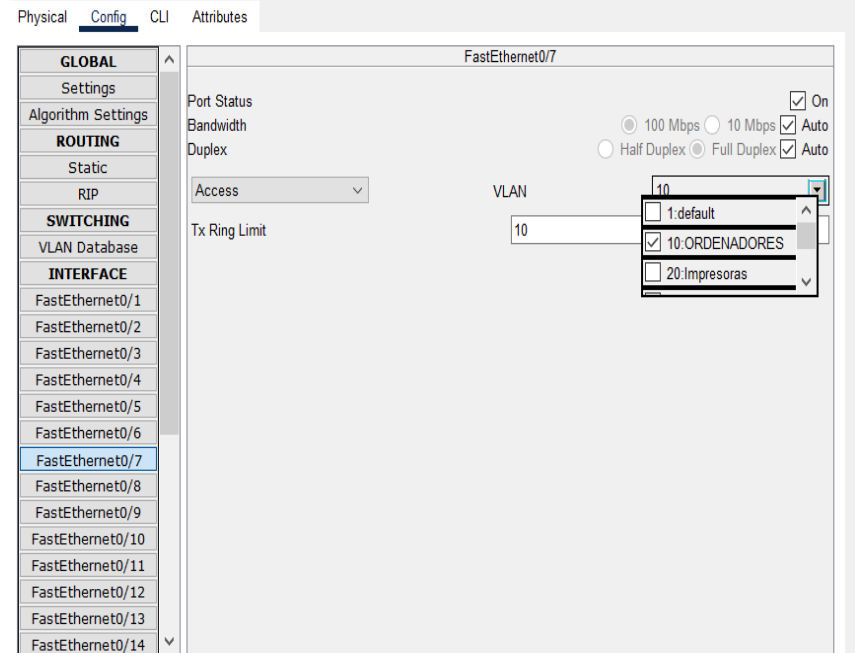 Physical Config CLI Attributes
GLOBAL
Settings
Algorithm Settings
ROUTING
Static
RIP
SWITCHING
VLAN Database
INTERFACE
FastEthernet0/1
FastEthernet0/2
FastEthernet0/3
FastEthernet0/4
FastEthernet0/5
FastEthernet0/6
FastEthernet0/7
FastEthernet0/8
FastEthernet0/9
FastEthernet0/10
FastEthernet0/11
FastEthernet0/12
FastEthernet0/13
FastEthernet0/14
FastEthernet0/7
Port Status On
Bandwidth 100 Mbps 10 Mbps Auto
Duplex Half Duplex Full Duplex Auto
Access VLAN 10
1:default
10:ORDENADORES
20:Impresoras
Tx Ring Limit 10